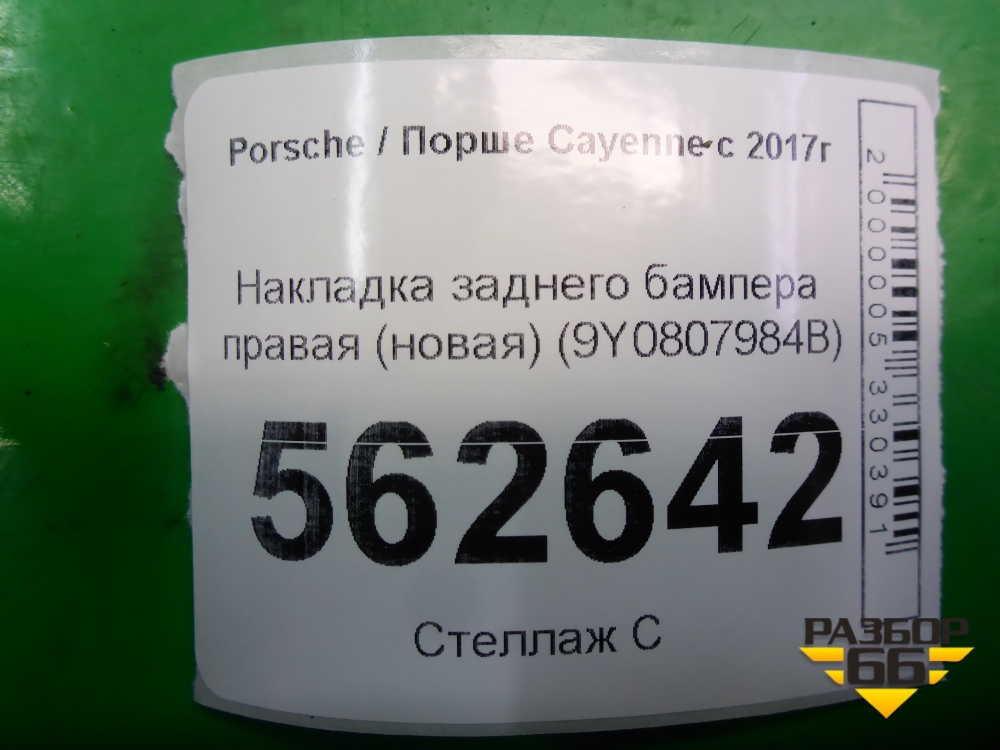 Porsche / Порше Cayenne с 2017г
Накладка заднего бампера
правая (новая) (9Y0807984B)
562642
Стеллаж С
2000005330391
РАЗБОР
66